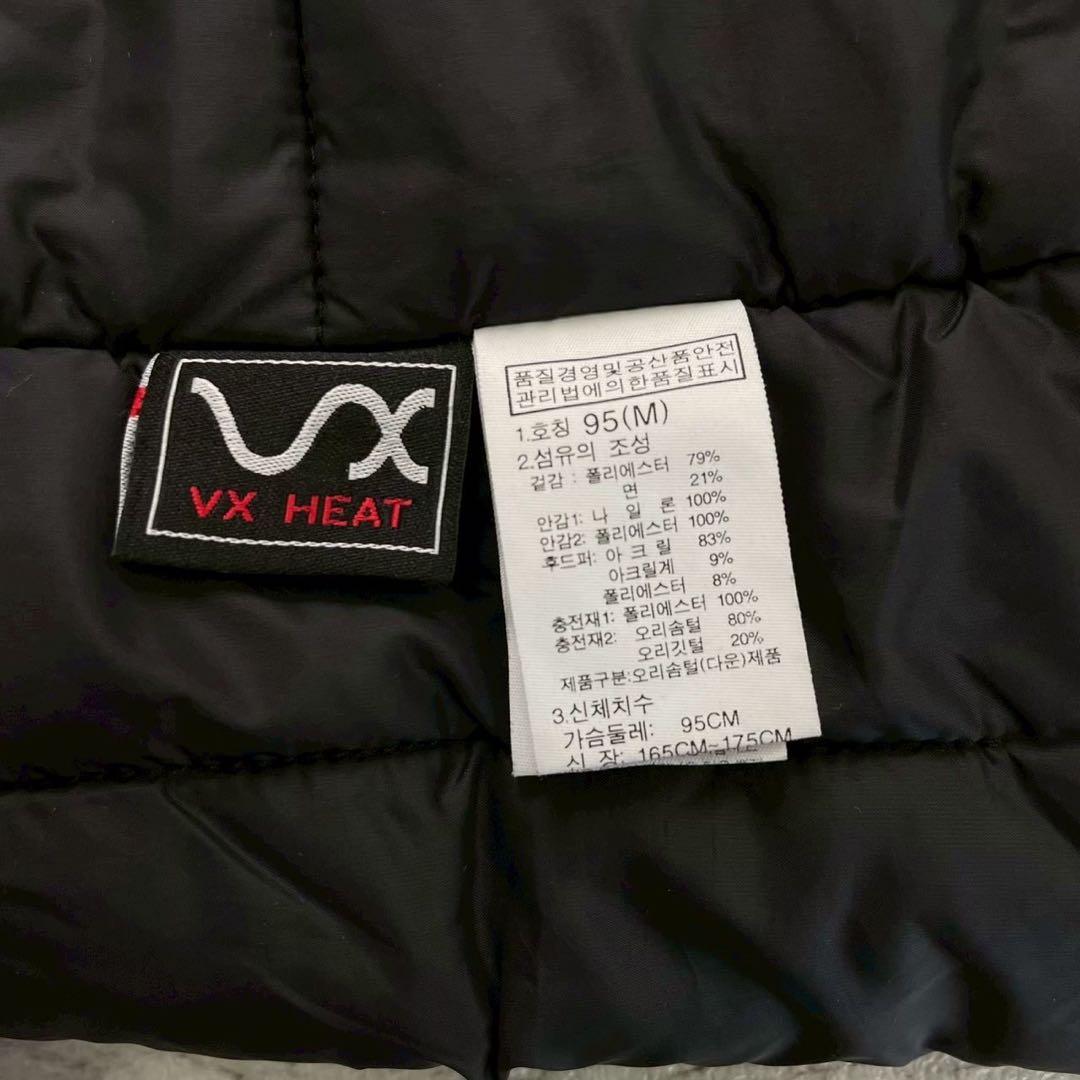 VX
VX HEAT
품질경영및공산품안전
관리법에의한품질표시
1.호칭 95(M)
2.섬유의 조성
겉감 : 폴리에스터 79%
면 21%
안감1: 나 일 론 100%
안감2: 폴리에스터 100%
후드퍼: 아 크 릴 83%
아크릴계 9%
폴리에스터 8%
충전재1: 폴리에스터 100%
충전재2: 오리솜털 80%
오리깃털 20%
제품구분:오리솜털(다운)제품
3.신체치수
가슴둘레: 95CM
신 장: 165CM~175CM